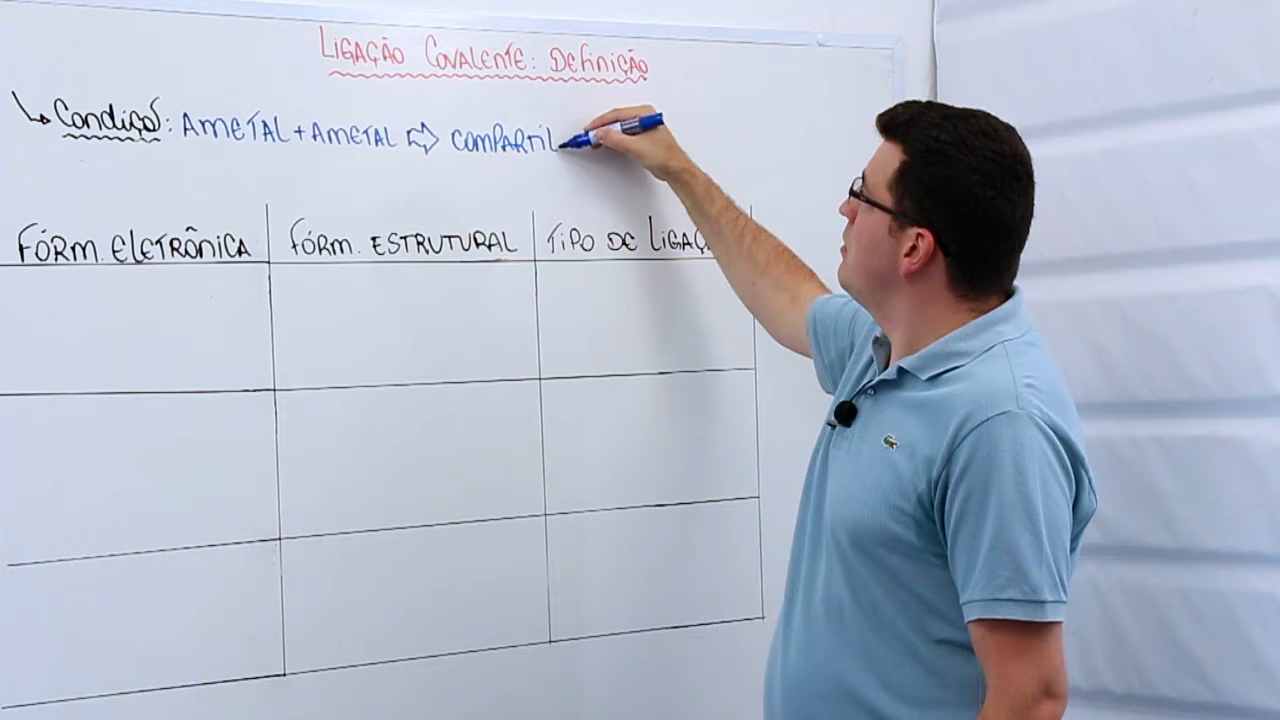 LIGAÇÃO COVALENTE: DEFINIÇÃO
↳ Condição: AMETAL + AMETAL ⇨ COMPARTIL
FÓRM. ELETRÔNICA FÓRM. ESTRUTURAL TIPO DE LIGAÇ